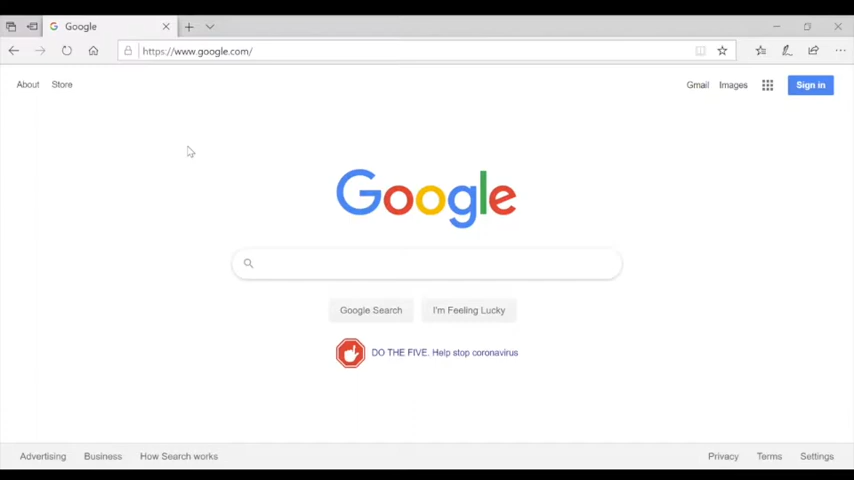 Google
https://www.google.com/
About Store Gmail Images Sign in
Google
Google Search I'm Feeling Lucky
DO THE FIVE. Help stop coronavirus
Advertising Business How Search works Privacy Terms Settings